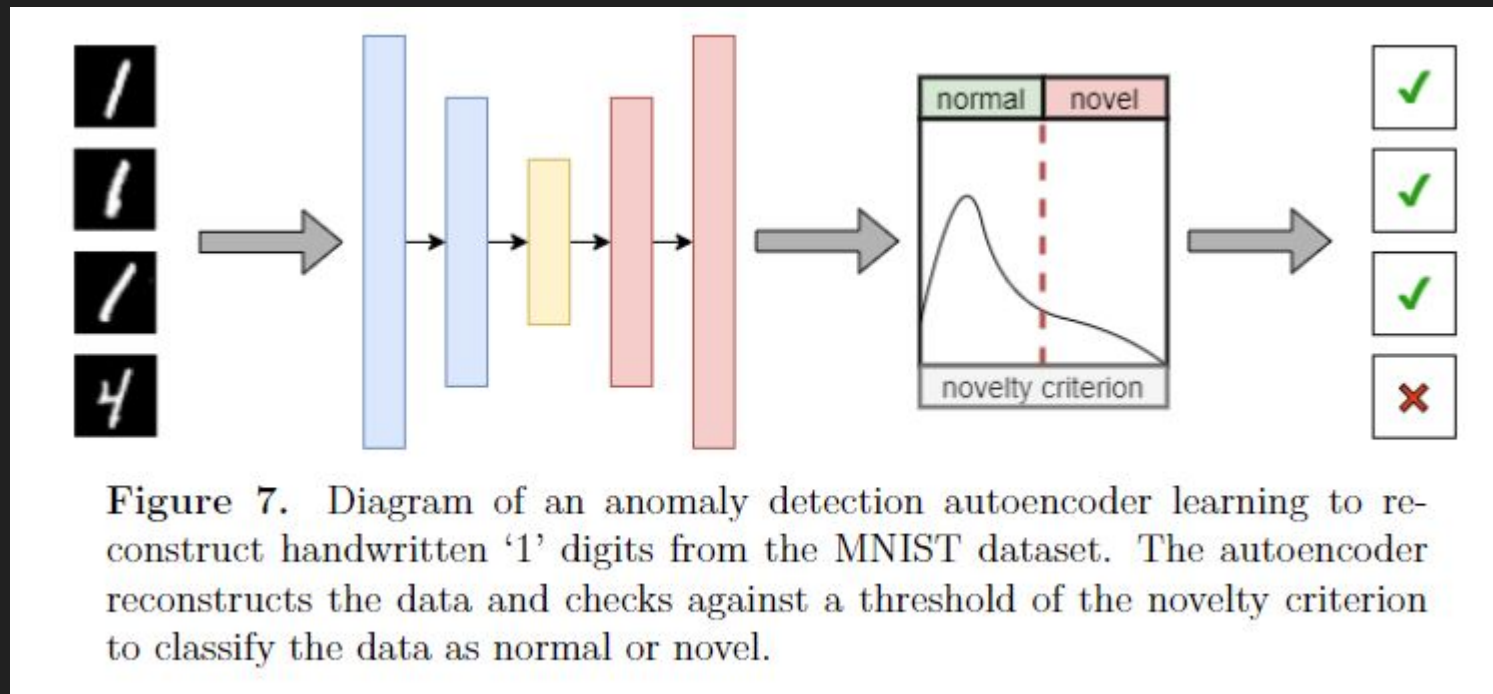 normal novel
novelty criterion
Figure 7. Diagram of an anomaly detection autoencoder learning to re-
construct handwritten ‘1’ digits from the MNIST dataset. The autoencoder
reconstructs the data and checks against a threshold of the novelty criterion
to classify the data as normal or novel.